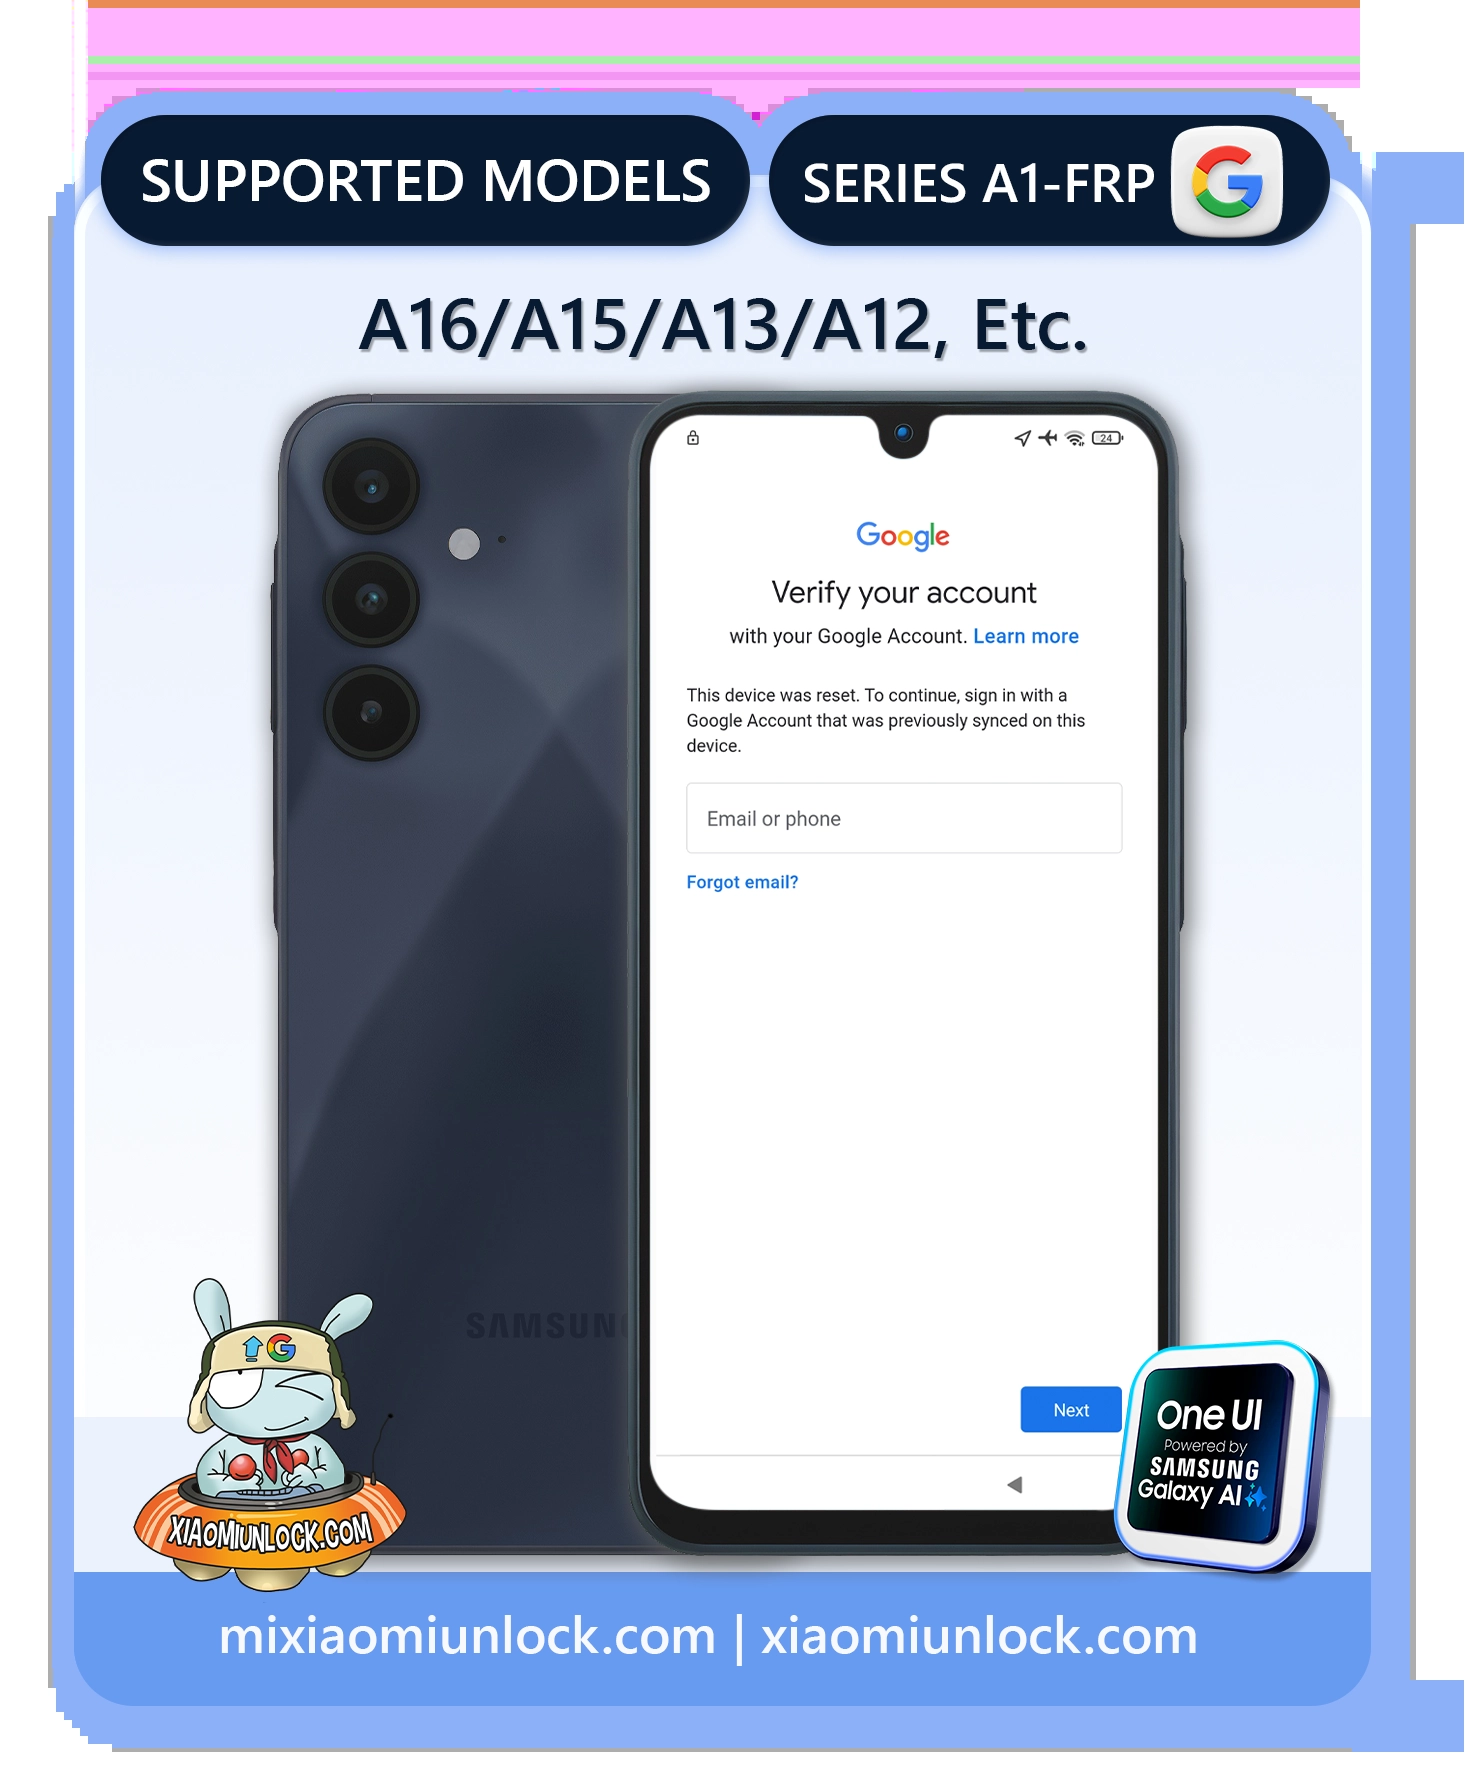 SUPPORTED MODELS
SERIES A1-FRP
G
A16/A15/A13/A12, Etc.
24
Google
Verify your account
with your Google Account. Learn more
This device was reset. To continue, sign in with a
Google Account that was previously synced on this
device.
Email or phone
Forgot email?
SAMSUN
G
Next
One UI
Powered by
SAMSUNG
Galaxy AI
XIAOMIUNLOCK.COM
mixiaomiunlock.com | xiaomiunlock.com